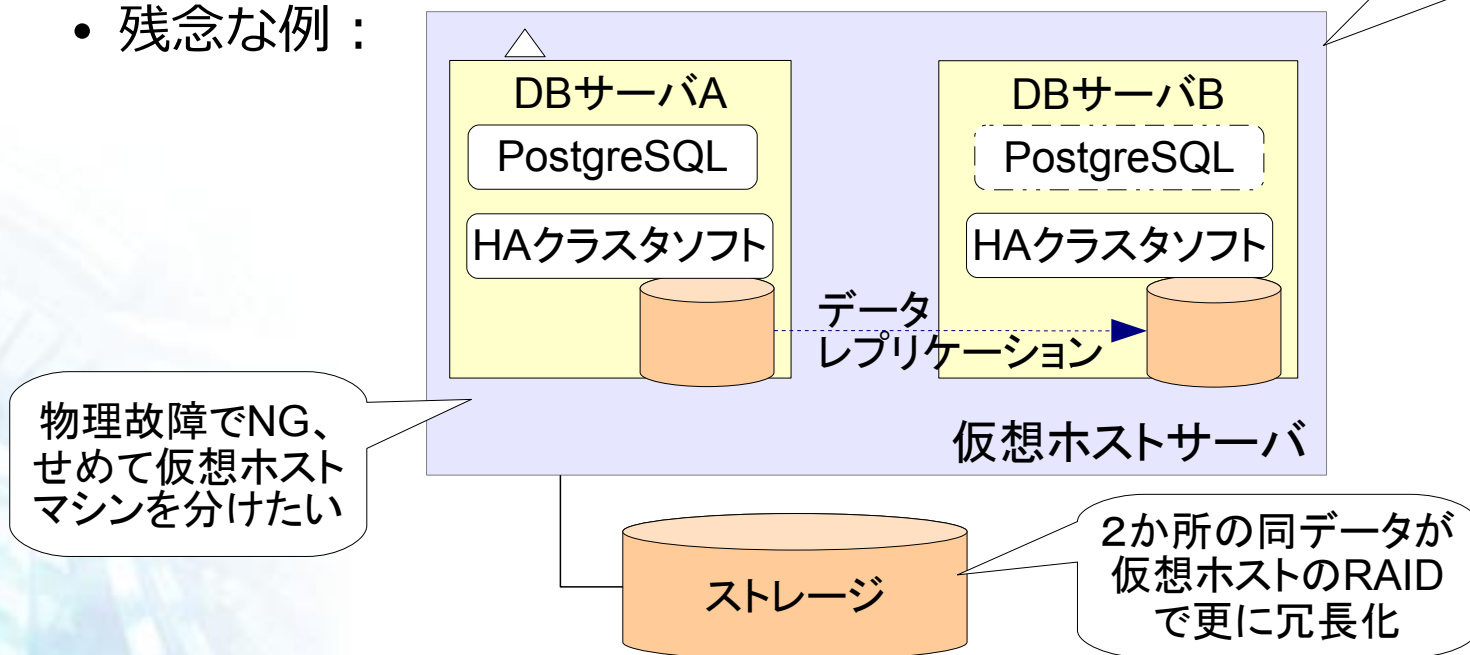 • 残念な例：
DBサーバA
PostgreSQL
HAクラスタソフト
DBサーバB
PostgreSQL
HAクラスタソフト
データ
レプリケーション
仮想ホストサーバ
物理故障でNG、
せめて仮想ホスト
マシンを分けたい
ストレージ
２か所の同データが
仮想ホストのRAID
で更に冗長化